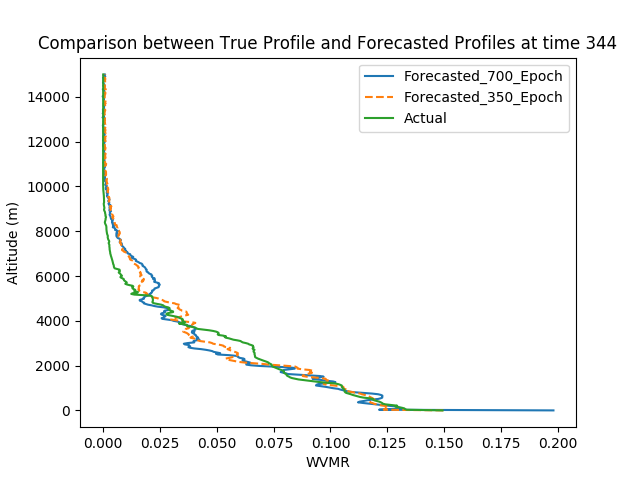 Comparison between True Profile and Forecasted Profiles at time 344
Forecasted_700_Epoch
Forecasted_350_Epoch
Actual
Altitude (m)
14000
12000
10000
8000
6000
4000
2000
0
0.000 0.025 0.050 0.075 0.100 0.125 0.150 0.175 0.200
WVMR